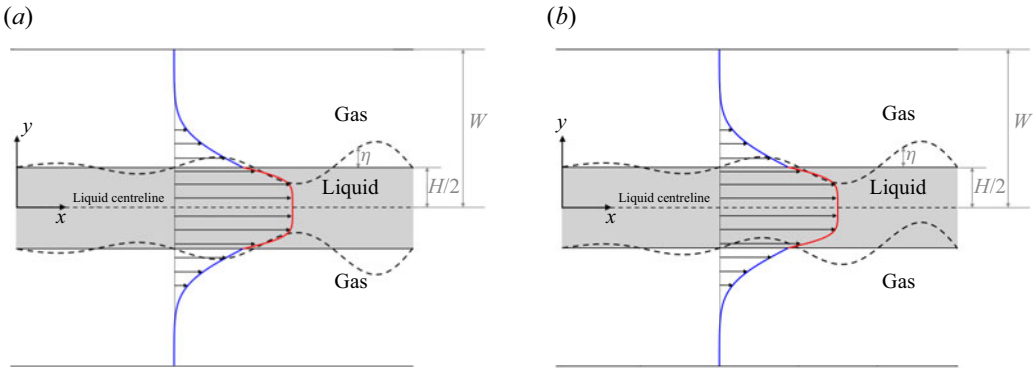 (a)
Gas
W
y
η
H/2
Liquid
Liquid centreline
x
Gas
(b)
Gas
W
y
η
H/2
Liquid
Liquid centreline
x
Gas